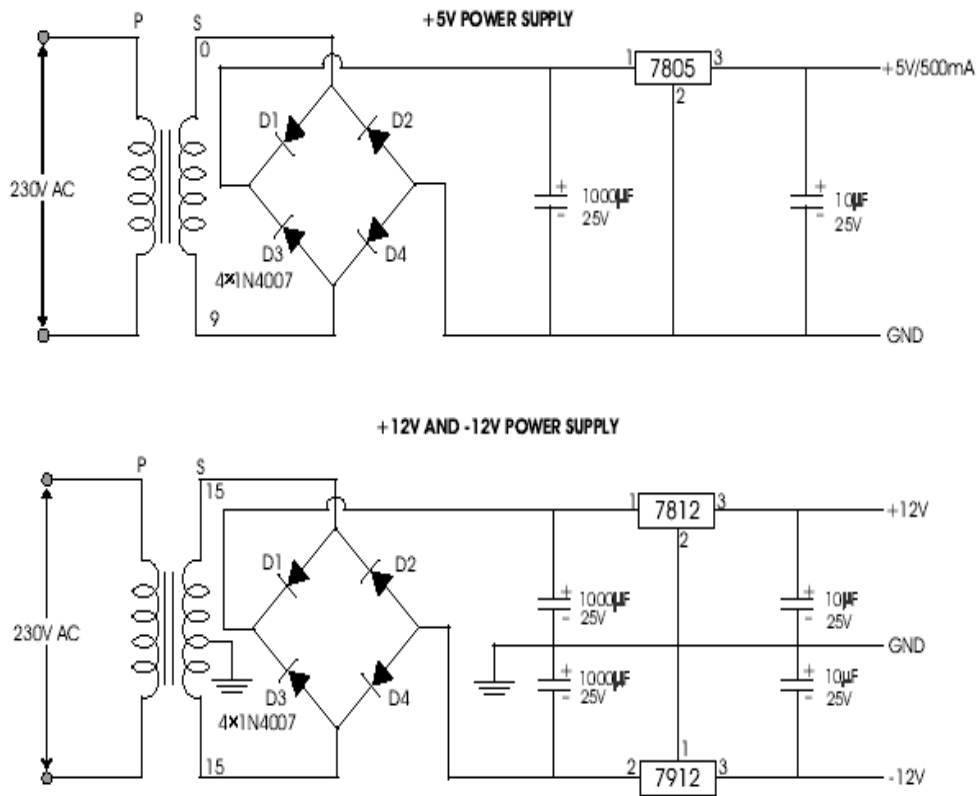 +5V POWER SUPPLY
P S
0
1 7805 3
+5V/500mA
2
D1 D2
230V AC
+ 1000µF
- 25V
+ 10µF
- 25V
D3 D4
4×1N4007
9
GND
+12V AND -12V POWER SUPPLY
P S
15
1 7812 3
+12V
2
D1 D2
+ 1000µF
- 25V
+ 10µF
- 25V
230V AC
GND
+ 1000µF
- 25V
+ 10µF
- 25V
D3 D4
4×1N4007
1
15
2 7912 3
-12V